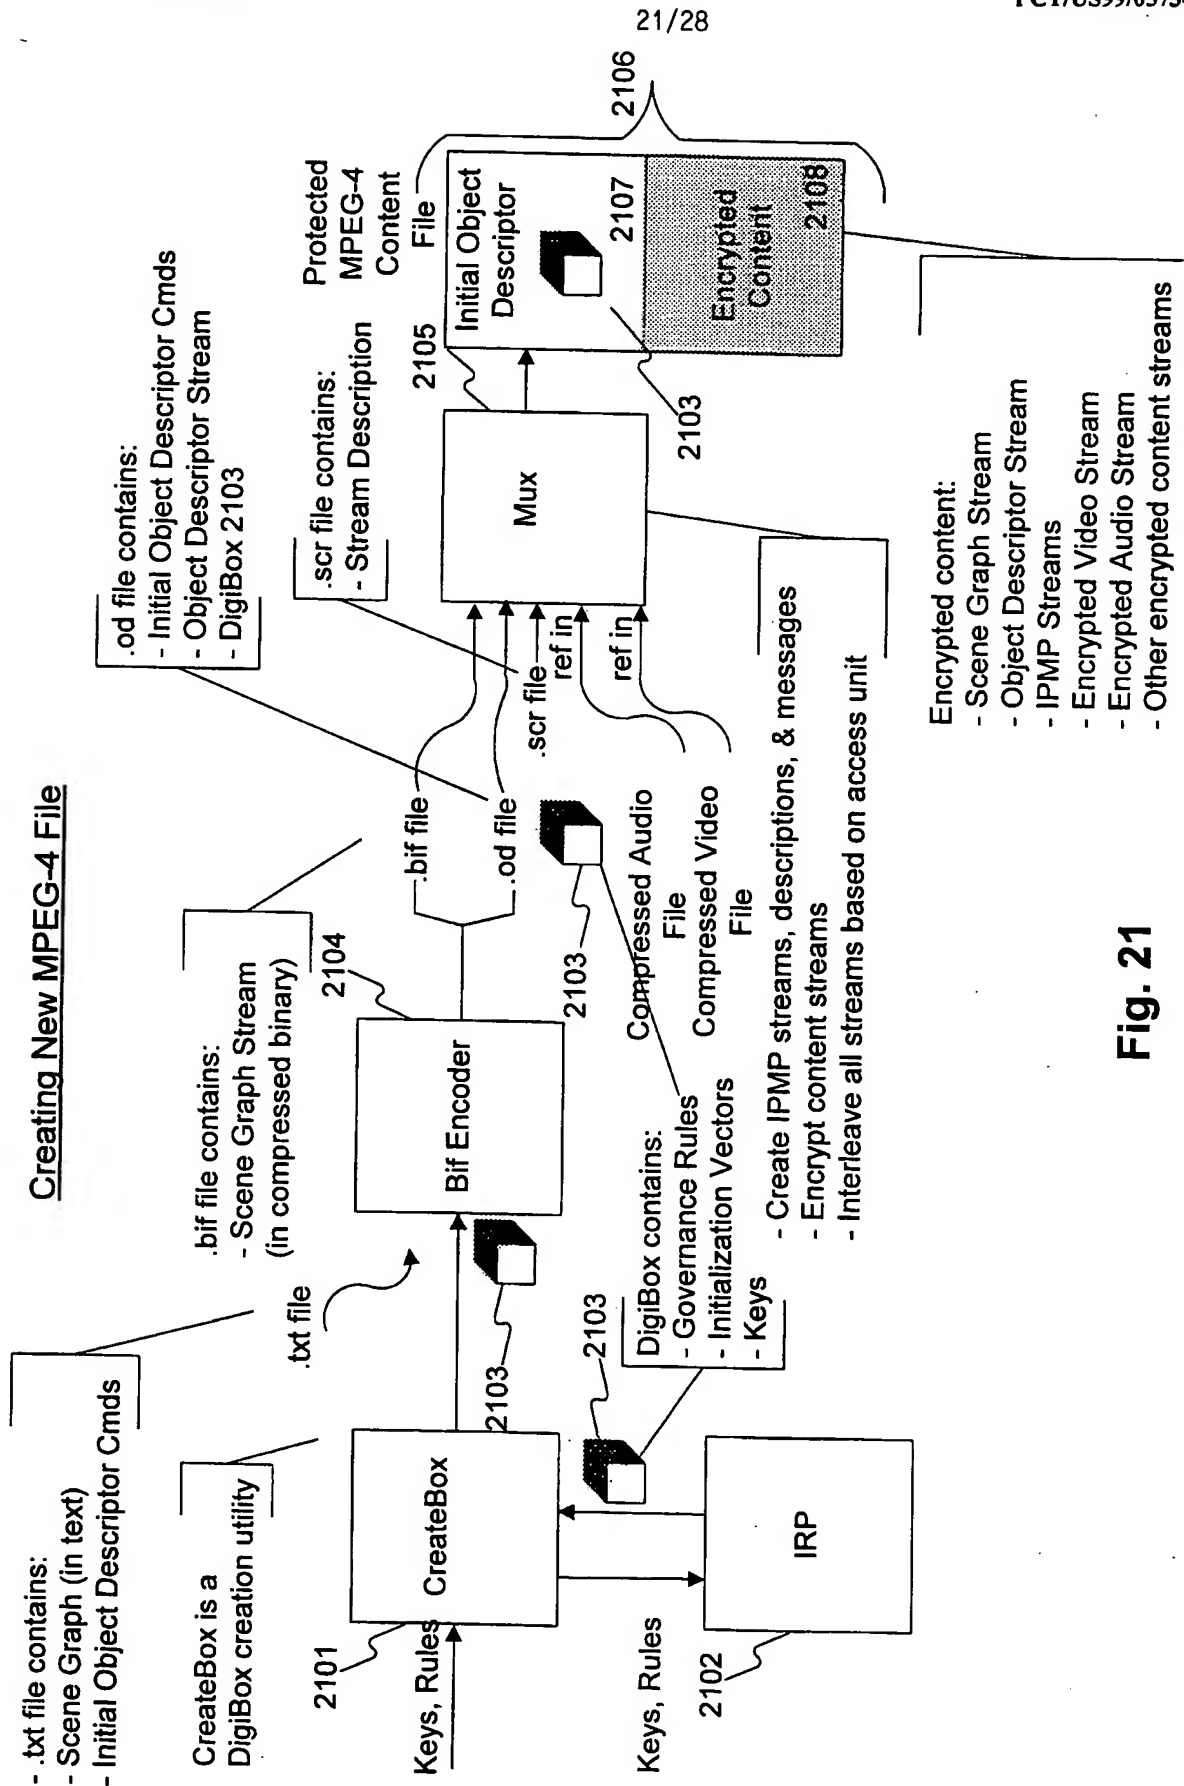 21/28
Creating New MPEG-4 File
- .txt file contains:
- Scene Graph (in text)
- Initial Object Descriptor Cmds
CreateBox is a
DigiBox creation utility
.bif file contains:
- Scene Graph Stream
(in compressed binary)
.od file contains:
- Initial Object Descriptor Cmds
- Object Descriptor Stream
- DigiBox 2103
.scr file contains:
- Stream Description
Protected
MPEG-4
Content
File
2101
Keys, Rules
CreateBox
.txt file
2103
2104
Bif Encoder
.bif file
.od file
2103
.scr file
ref in
ref in
Compressed Audio
File
Compressed Video
File
2105
Mux
Initial Object
Descriptor
2107
2103
Encrypted
Content
2108
2106
Keys, Rules
2102
IRP
2103
DigiBox contains:
- Governance Rules
- Initialization Vectors
- Keys
- Create IPMP streams, descriptions, & messages
- Encrypt content streams
- Interleave all streams based on access unit
Encrypted content:
- Scene Graph Stream
- Object Descriptor Stream
- IPMP Streams
- Encrypted Video Stream
- Encrypted Audio Stream
- Other encrypted content streams
Fig. 21